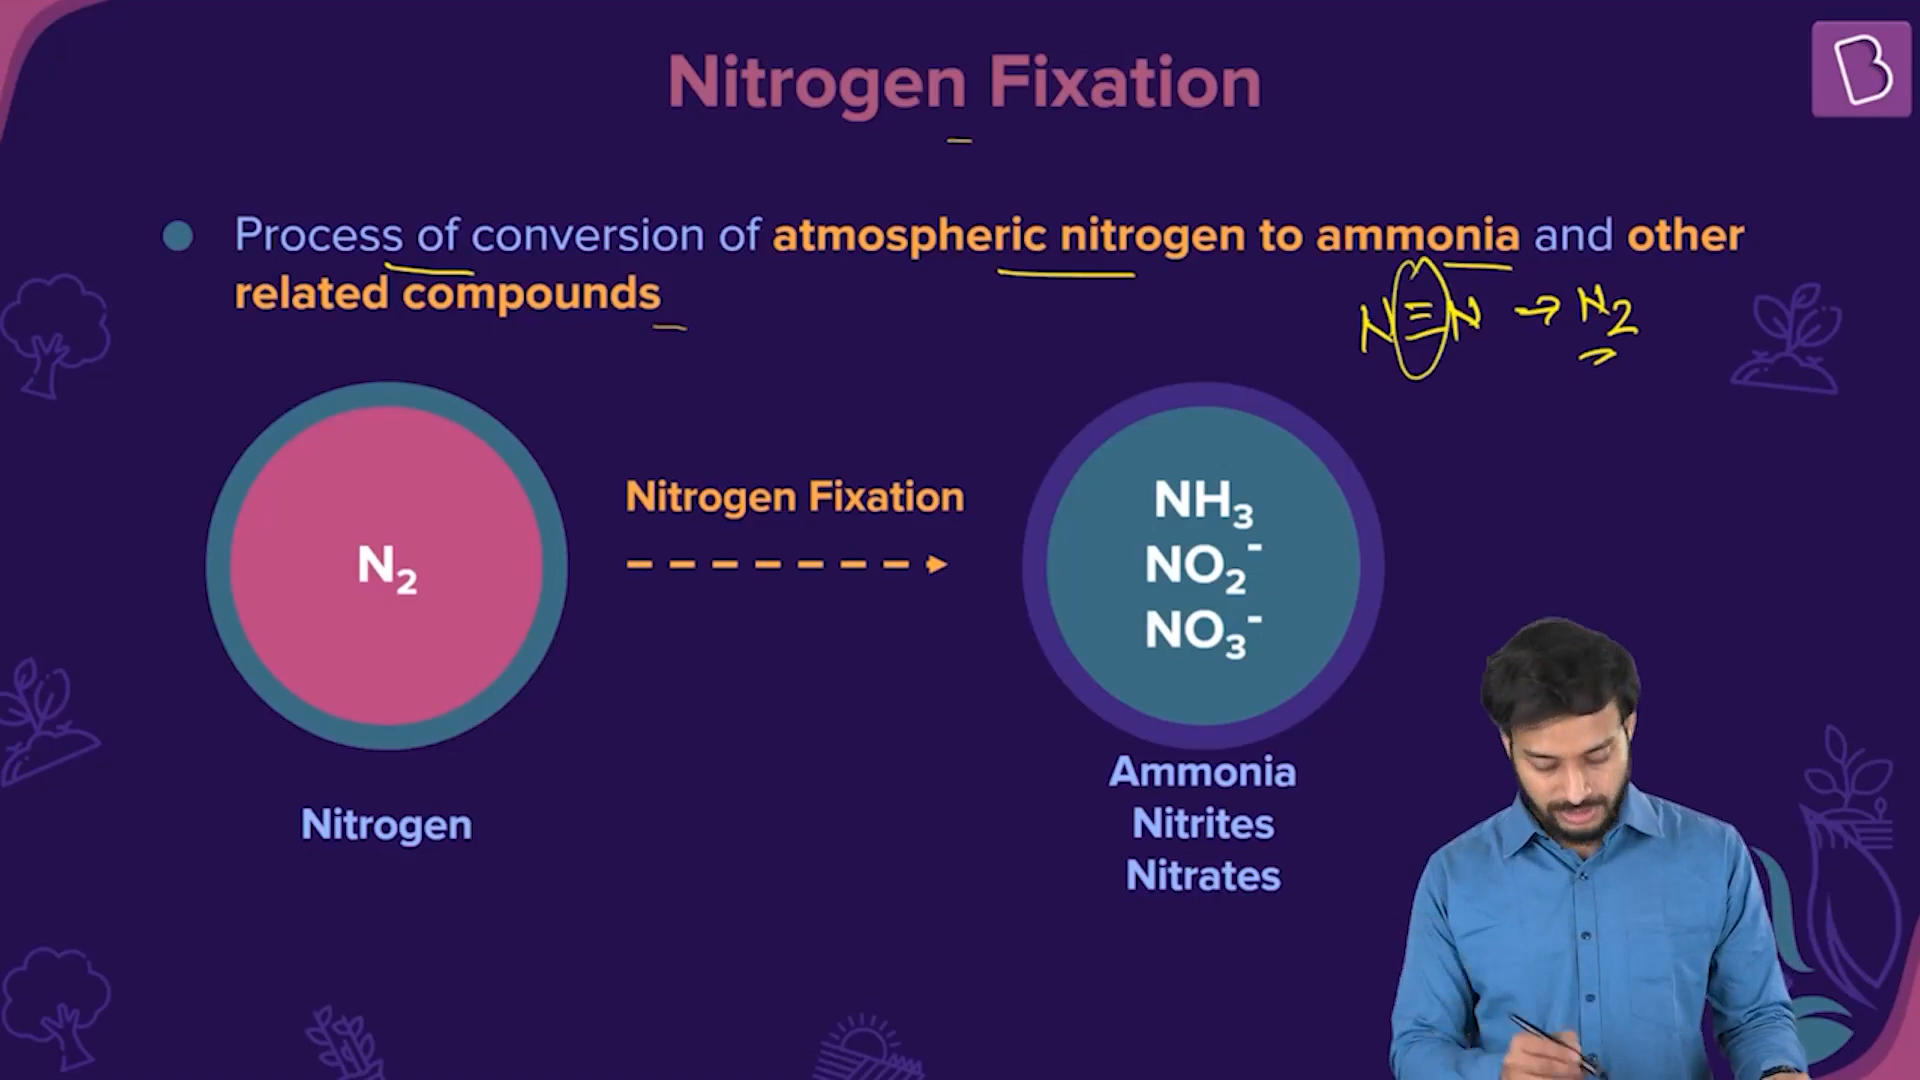 Nitrogen Fixation
Process of conversion of atmospheric nitrogen to ammonia and other
related compounds
N≡N → N₂
Nitrogen Fixation
N₂
NH₃
NO₂⁻
NO₃⁻
Nitrogen
Ammonia
Nitrites
Nitrates
B